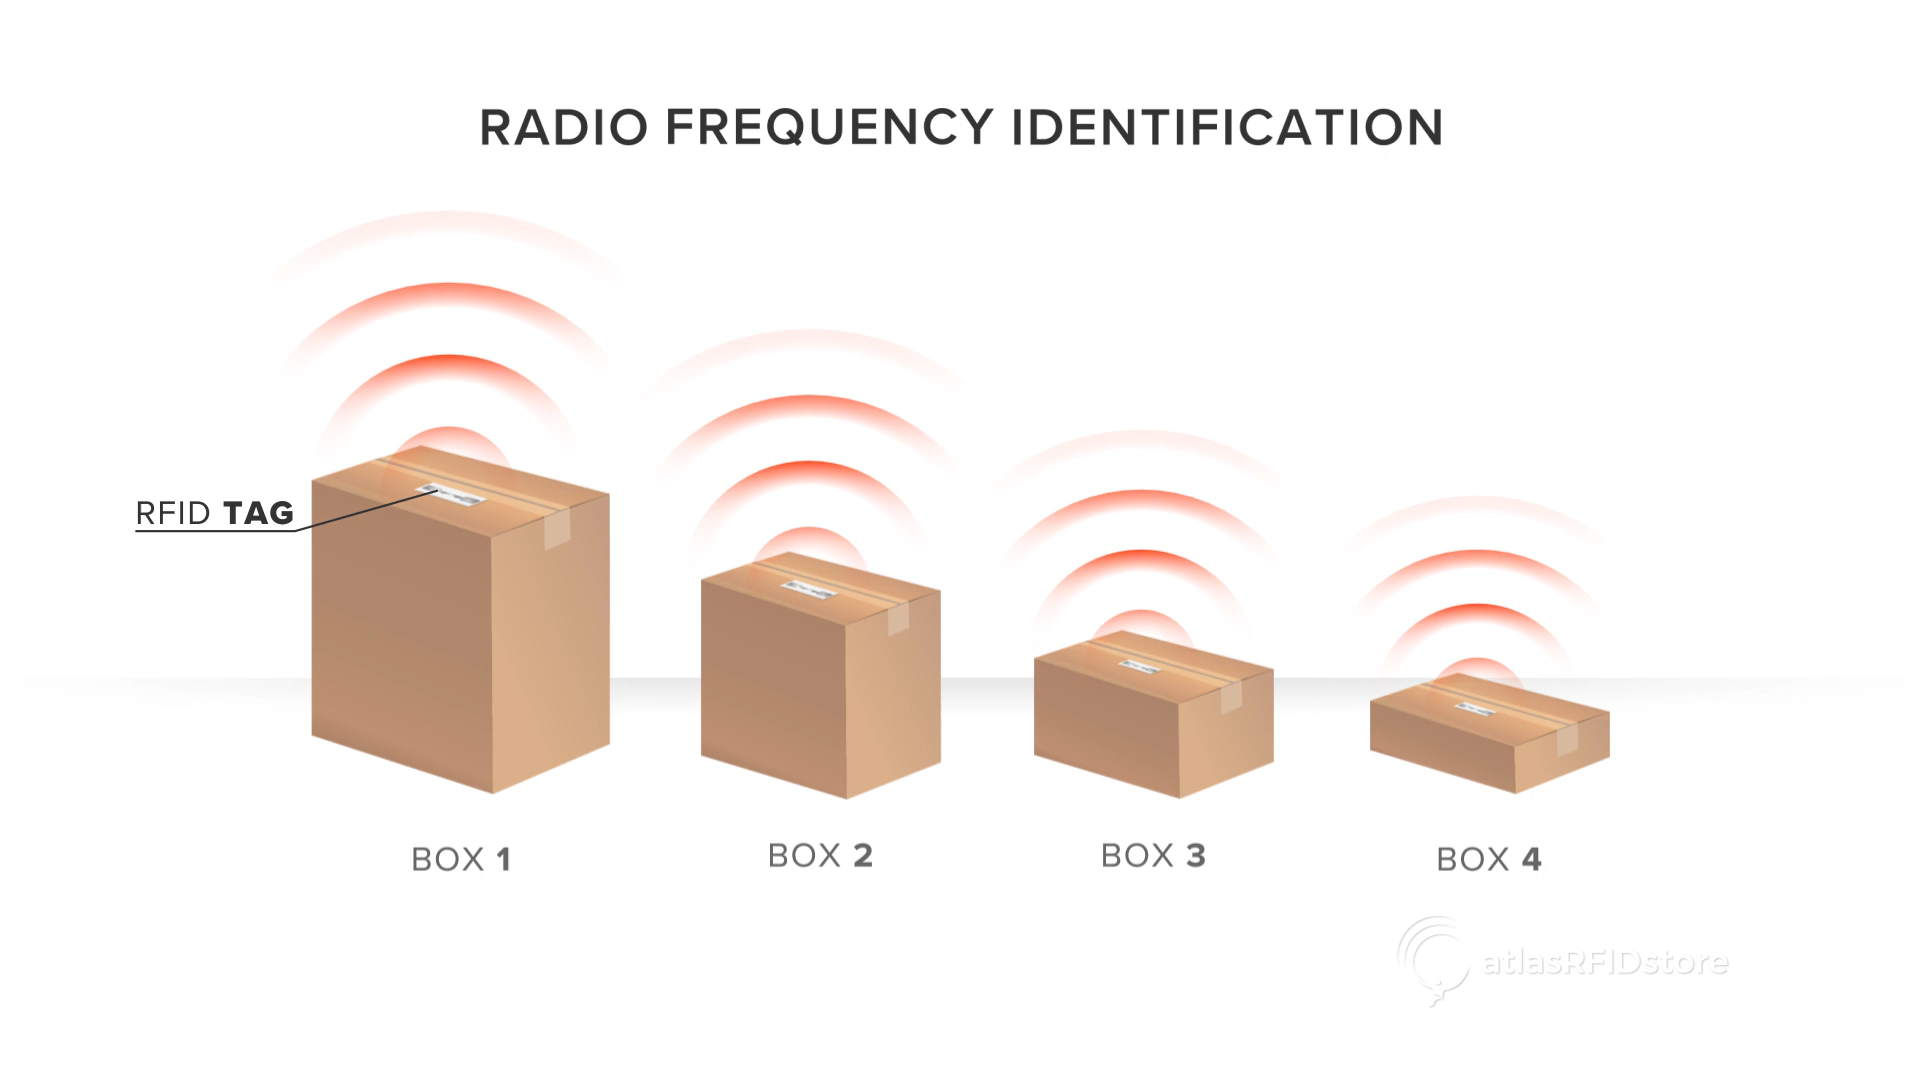 RADIO FREQUENCY IDENTIFICATION
RFID TAG
BOX 1
BOX 2
BOX 3
BOX 4
atlasRFIDstore